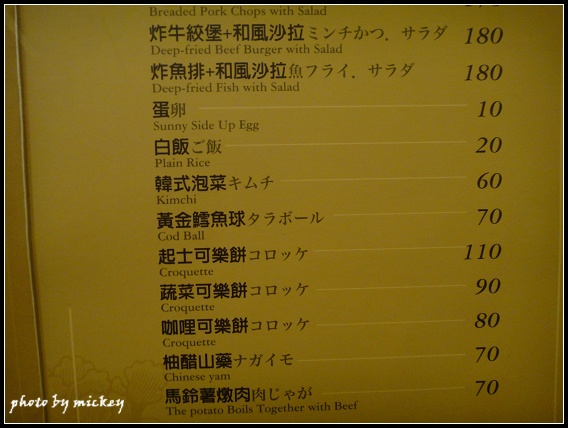 Breaded Pork Chops with Salad
炸牛絞堡+和風沙拉ミンチかつ．サラダ 180
Deep-fried Beef Burger with Salad
炸魚排+和風沙拉魚フライ．サラダ 180
Deep-fried Fish with Salad
蛋卵 10
Sunny Side Up Egg
白飯ご飯 20
Plain Rice
韓式泡菜キムチ 60
Kimchi
黃金鱈魚球タラボール 70
Cod Ball
起士可樂餅コロッケ 110
Croquette
蔬菜可樂餅コロッケ 90
Croquette
咖哩可樂餅コロッケ 80
Croquette
柚醋山藥ナガイモ 70
Chinese yam
馬鈴薯燉肉肉じゃが 70
The potato Boils Together with Beef
photo by mickey